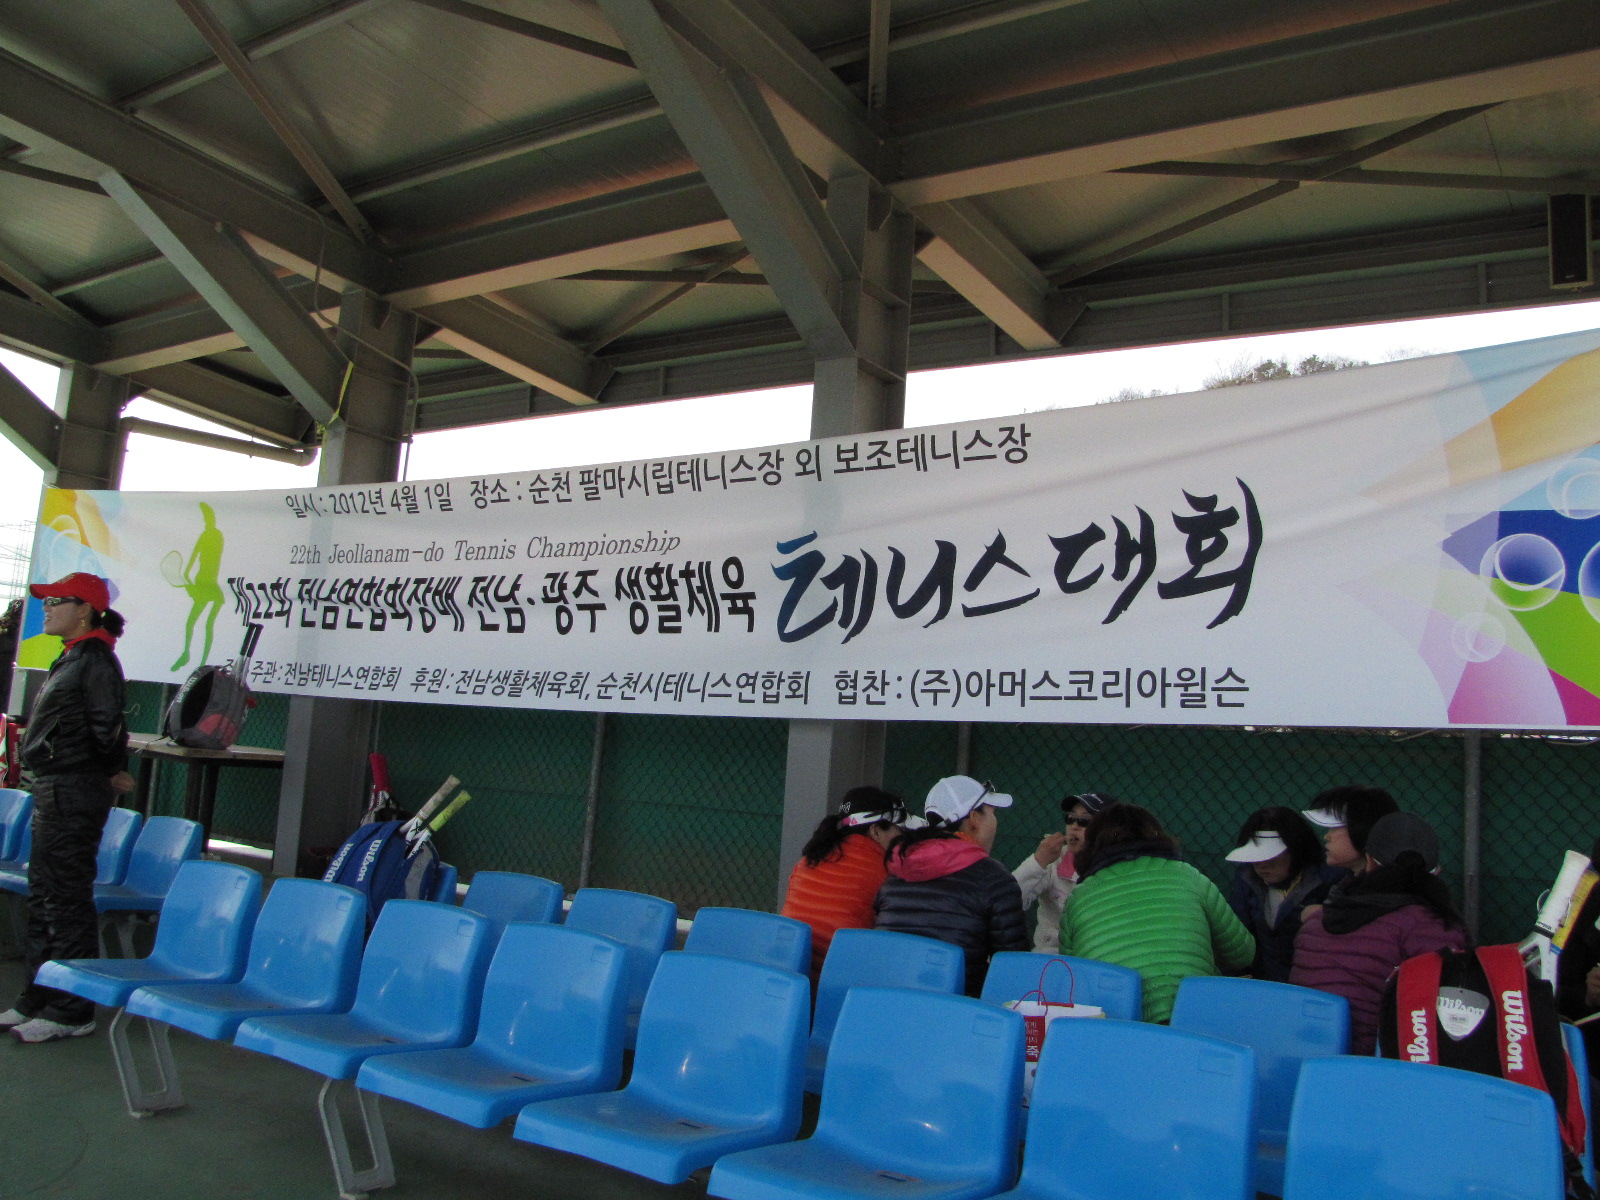 일시 : 2012년 4월 1일 장소 : 순천 팔마시립테니스장 외 보조테니스장
22th Jeollanam-do Tennis Championship
제22회 전남연합회장배 전남·광주 생활체육 테니스대회
주관 : 전남테니스연합회 후원 : 전남생활체육회, 순천시테니스연합회 협찬 : (주)아머스코리아윌슨
Wilson
Wilson
Wilson
Wilson
죽